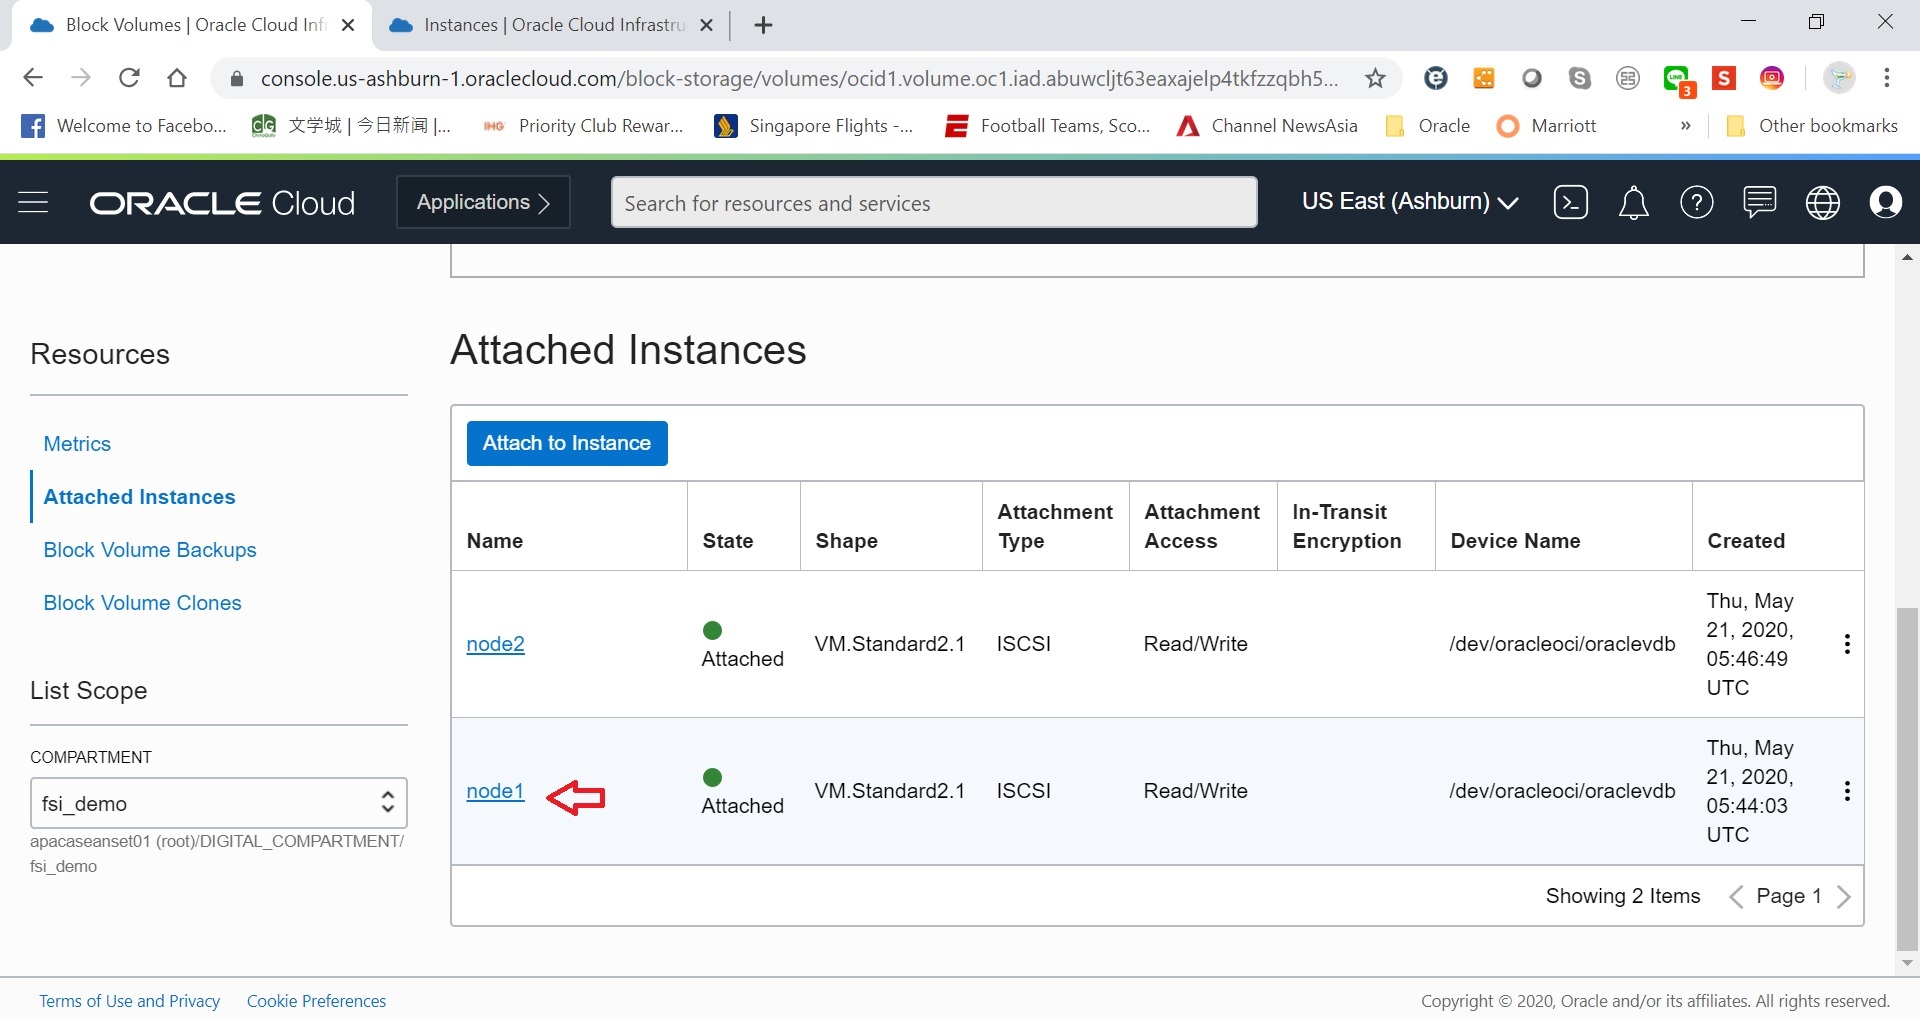 Block Volumes | Oracle Cloud Inf
Instances | Oracle Cloud Infrastru
console.us-ashburn-1.oraclecloud.com/block-storage/volumes/ocid1.volume.oc1.iad.abuwcljt63eaxajelp4tkfzzqbh5...
3
Welcome to Facebo...
文学城 | 今日新闻 |...
IHG
Priority Club Rewar...
Singapore Flights -...
Football Teams, Sco...
Channel NewsAsia
Oracle
Marriott
»
Other bookmarks
ORACLE Cloud
Applications
Search for resources and services
US East (Ashburn)
Resources
Metrics
Attached Instances
Block Volume Backups
Block Volume Clones
List Scope
COMPARTMENT
fsi_demo
apacaseanset01 (root)/DIGITAL_COMPARTMENT/
fsi_demo
Attached Instances
Attach to Instance
Name State Shape Attachment Type Attachment Access In-Transit Encryption Device Name Created
node2 Attached VM.Standard2.1 ISCSI Read/Write /dev/oracleoci/oraclevdb Thu, May 21, 2020, 05:46:49 UTC
node1 Attached VM.Standard2.1 ISCSI Read/Write /dev/oracleoci/oraclevdb Thu, May 21, 2020, 05:44:03 UTC
Showing 2 Items Page 1
Terms of Use and Privacy Cookie Preferences
Copyright © 2020, Oracle and/or its affiliates. All rights reserved.